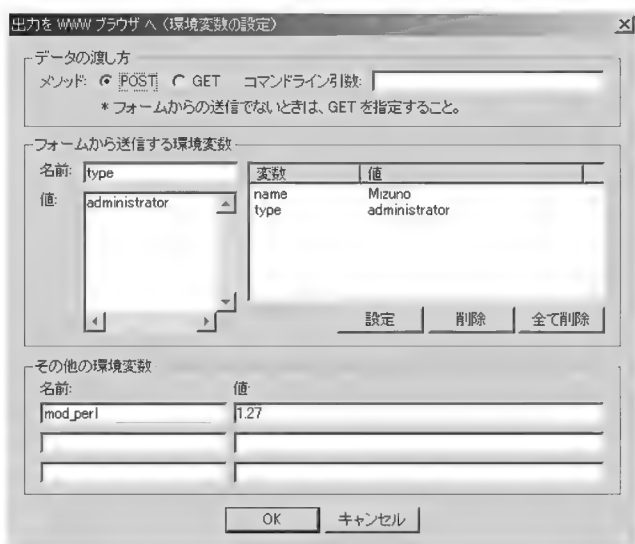 出力を WWW ブラウザ へ (環境変数の設定)
データの渡し方
メソッド: POST GET コマンドライン引数:
* フォームからの送信でないときは、GET を指定すること。
フォームから送信する環境変数
名前: type
変数 値
値: administrator
name Mizuno
type administrator
設定 削除 全て削除
その他の環境変数
名前: 値:
mod_perl 1.27
OK キャンセル